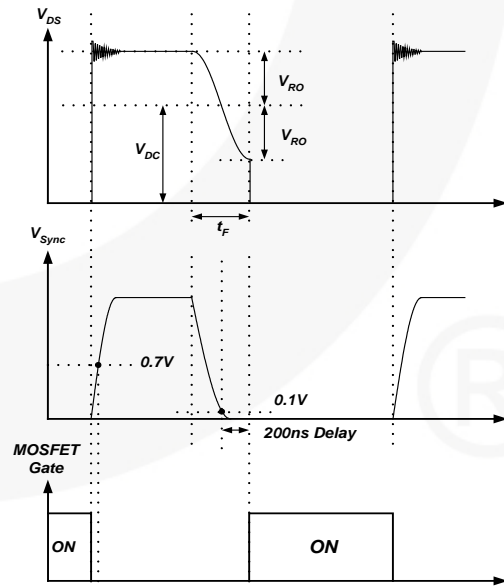 VDS
VRO
VDC
VRO
tF
VSync
0.7V
0.1V
200ns Delay
MOSFET
Gate
ON
ON
®